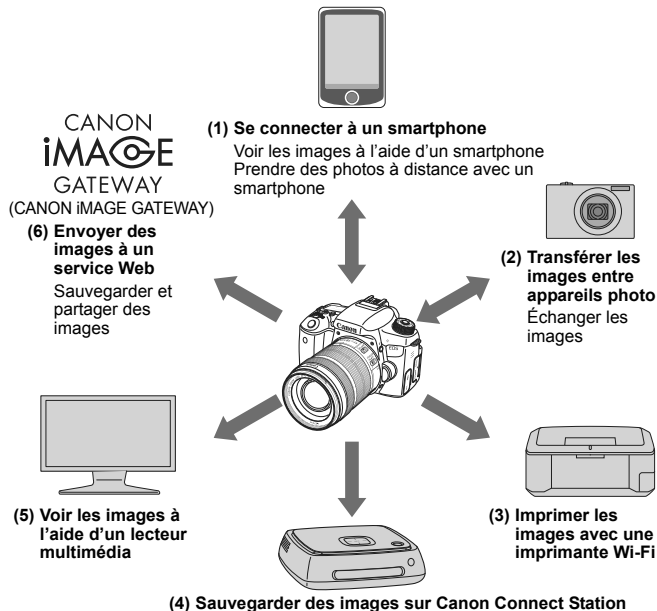 (1) Se connecter à un smartphone
Voir les images à l'aide d'un smartphone
Prendre des photos à distance avec un
smartphone
CANON
iMAGE
GATEWAY
(CANON iMAGE GATEWAY)
(6) Envoyer des
images à un
service Web
Sauvegarder et
partager des
images
(2) Transférer les
images entre
appareils photo
Échanger les
images
Canon
EOS
(5) Voir les images à
l'aide d'un lecteur
multimédia
(3) Imprimer les
images avec une
imprimante Wi-Fi
(4) Sauvegarder des images sur Canon Connect Station